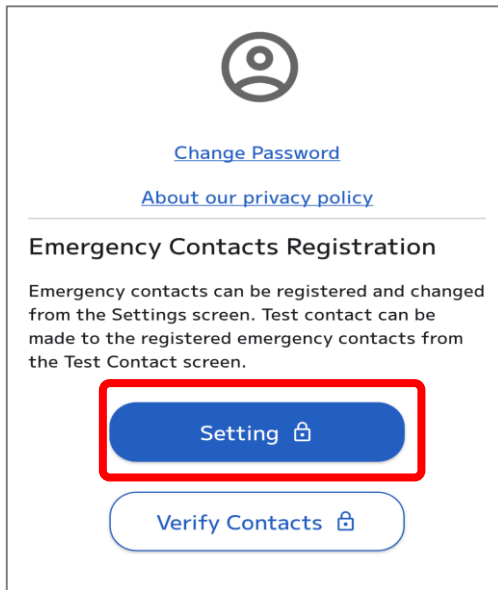 Change Password
About our privacy policy
Emergency Contacts Registration
Emergency contacts can be registered and changed
from the Settings screen. Test contact can be
made to the registered emergency contacts from
the Test Contact screen.
Setting
Verify Contacts